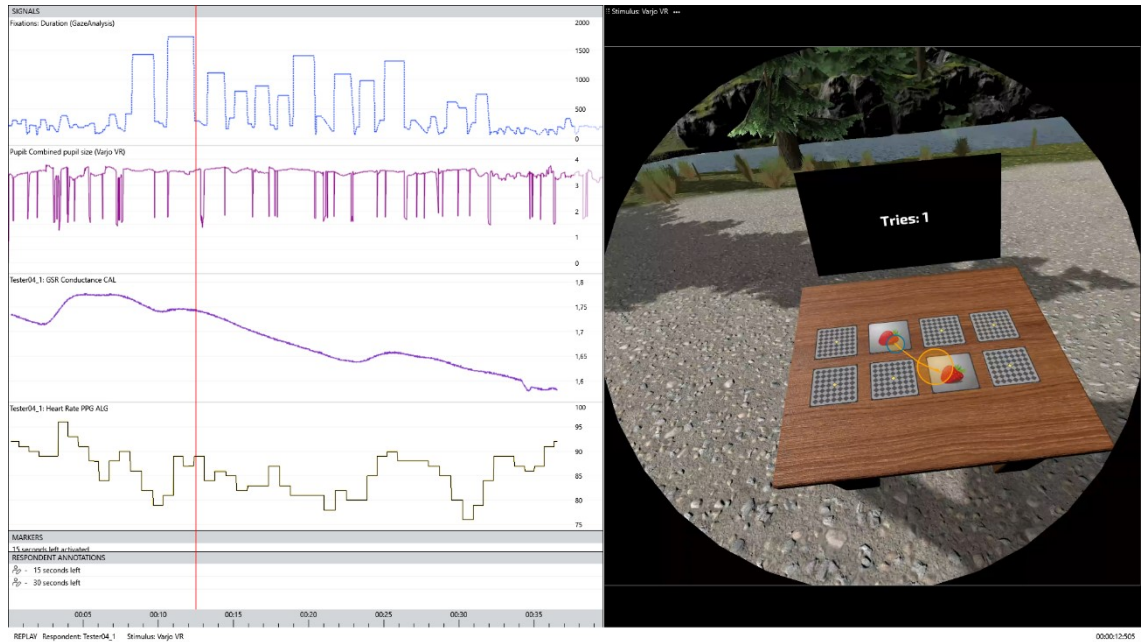 SIGNALS
Fixations: Duration (GazeAnalysis)
2000
1500
1000
500
0
Pupil: Combined pupil size (Varjo VR)
4
3
2
1
0
Tester04_1: GSR Conductance CAL
1,8
1,75
1,7
1,65
1,6
Tester04_1: Heart Rate PPG ALG
100
95
90
85
80
75
MARKERS
15 seconds left activated
RESPONDENT ANNOTATIONS
- 15 seconds left
- 30 seconds left
00:05 00:10 00:15 00:20 00:25 00:30 00:35
REPLAY Respondent: Tester04_1 Stimulus: Varjo VR
Stimulus: Varjo VR •••
Tries: 1
00:00:12:505